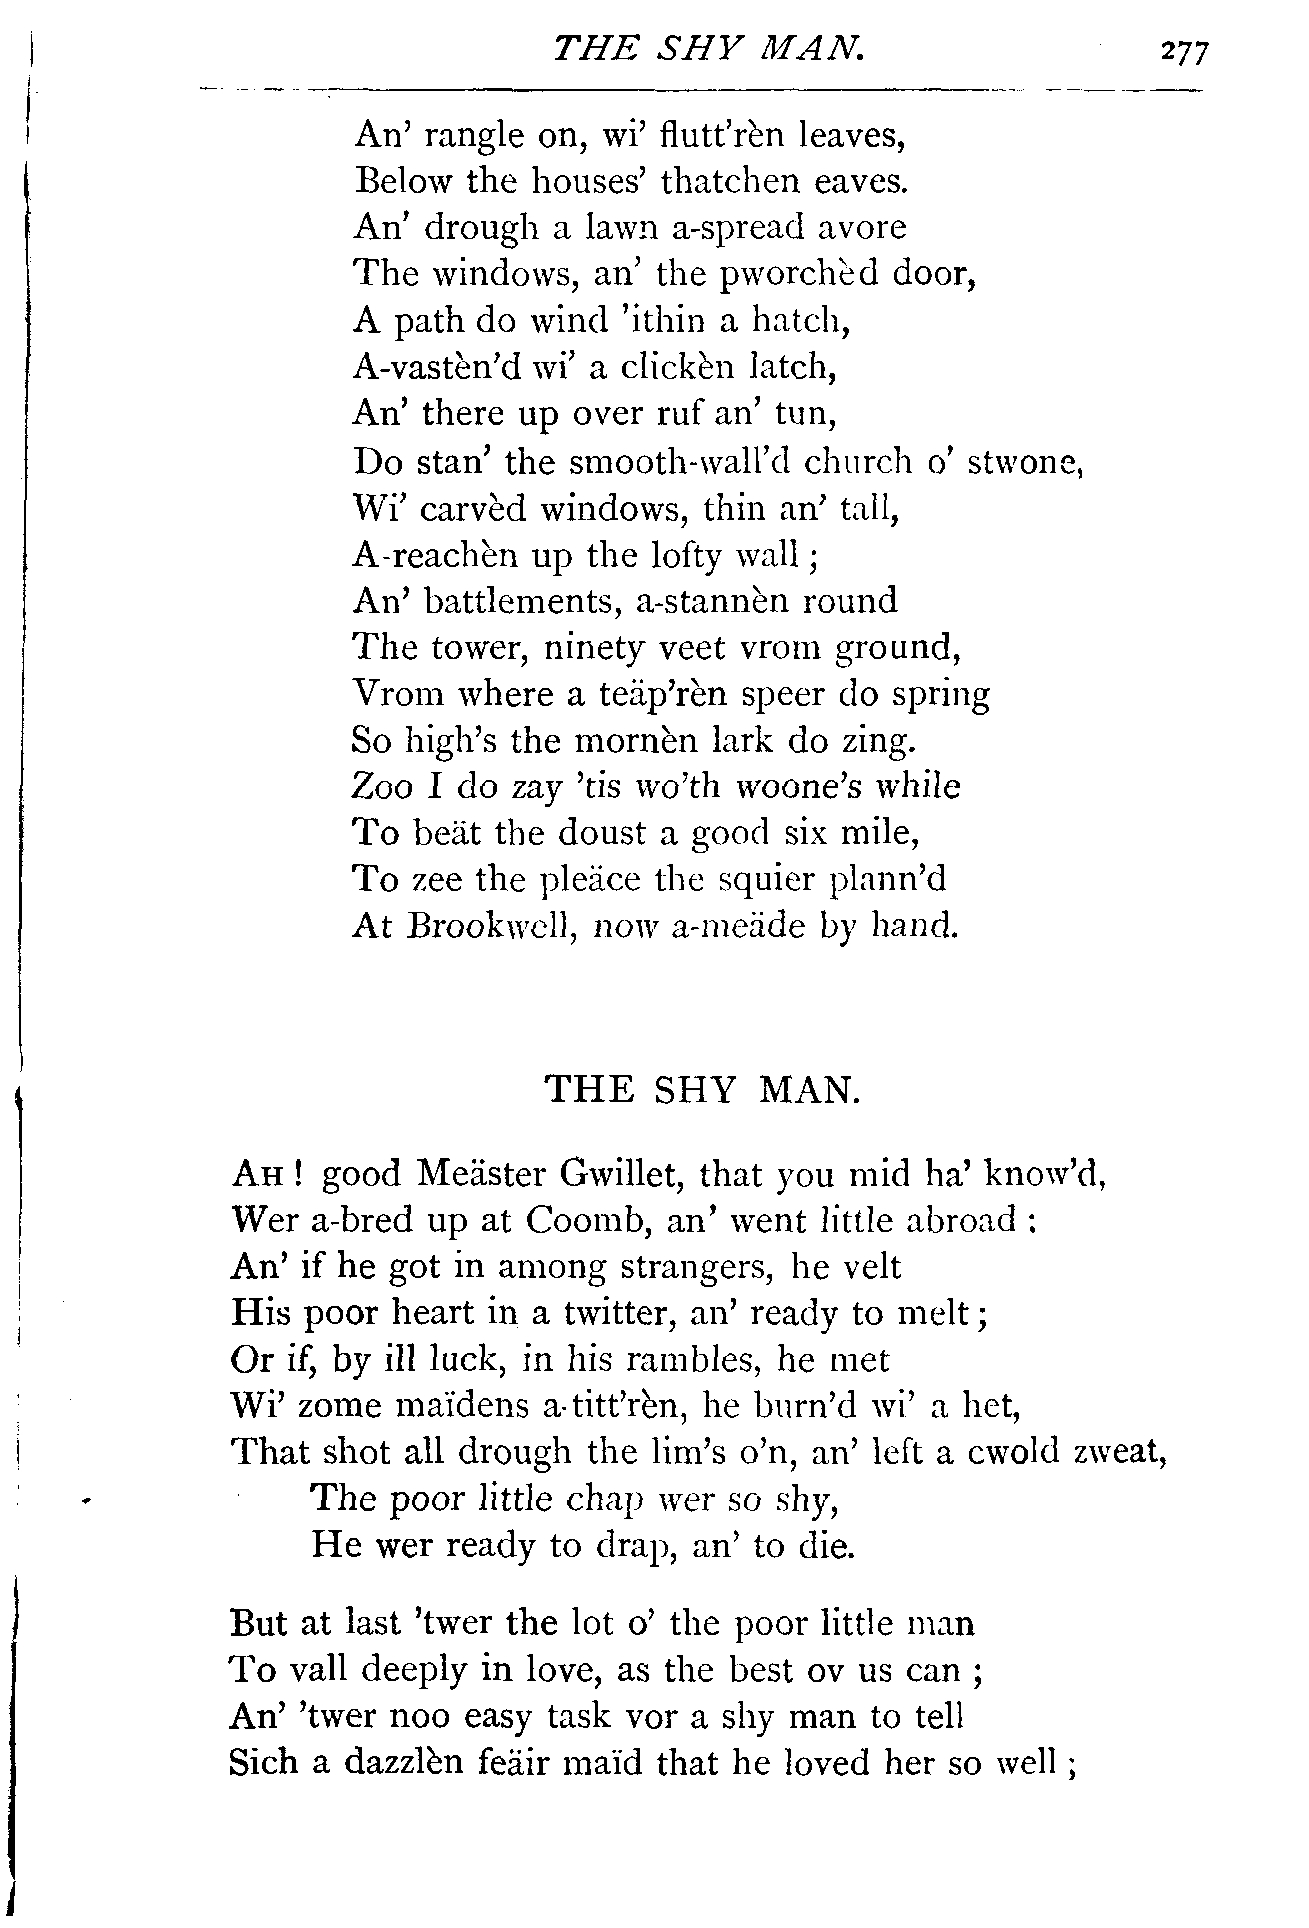 THE SHY MAN. 277
An' rangle on, wi' flutt'rèn leaves,
Below the houses' thatchen eaves.
An' drough a lawn a-spread avore
The windows, an' the pworchèd door,
A path do wind 'ithin a hatch,
A-vastèn'd wi' a clickèn latch,
An' there up over ruf an' tun,
Do stan' the smooth-wall'd church o' stwone,
Wi' carvèd windows, thin an' tall,
A-reachèn up the lofty wall ;
An' battlements, a-stannèn round
The tower, ninety veet vrom ground,
Vrom where a teäp'rèn speer do spring
So high's the mornèn lark do zing.
Zoo I do zay 'tis wo'th woone's while
To beät the doust a good six mile,
To zee the pleäce the squier plann'd
At Brookwell, now a-meäde by hand.
THE SHY MAN.
AH ! good Meäster Gwillet, that you mid ha' know'd,
Wer a-bred up at Coomb, an' went little abroad :
An' if he got in among strangers, he velt
His poor heart in a twitter, an' ready to melt ;
Or if, by ill luck, in his rambles, he met
Wi' zome maïdens a-titt'rèn, he burn'd wi' a het,
That shot all drough the lim's o'n, an' left a cwold zweat,
The poor little chap wer so shy,
He wer ready to drap, an' to die.
But at last 'twer the lot o' the poor little man
To vall deeply in love, as the best ov us can ;
An' 'twer noo easy task vor a shy man to tell
Sich a dazzlèn feäir maïd that he loved her so well ;